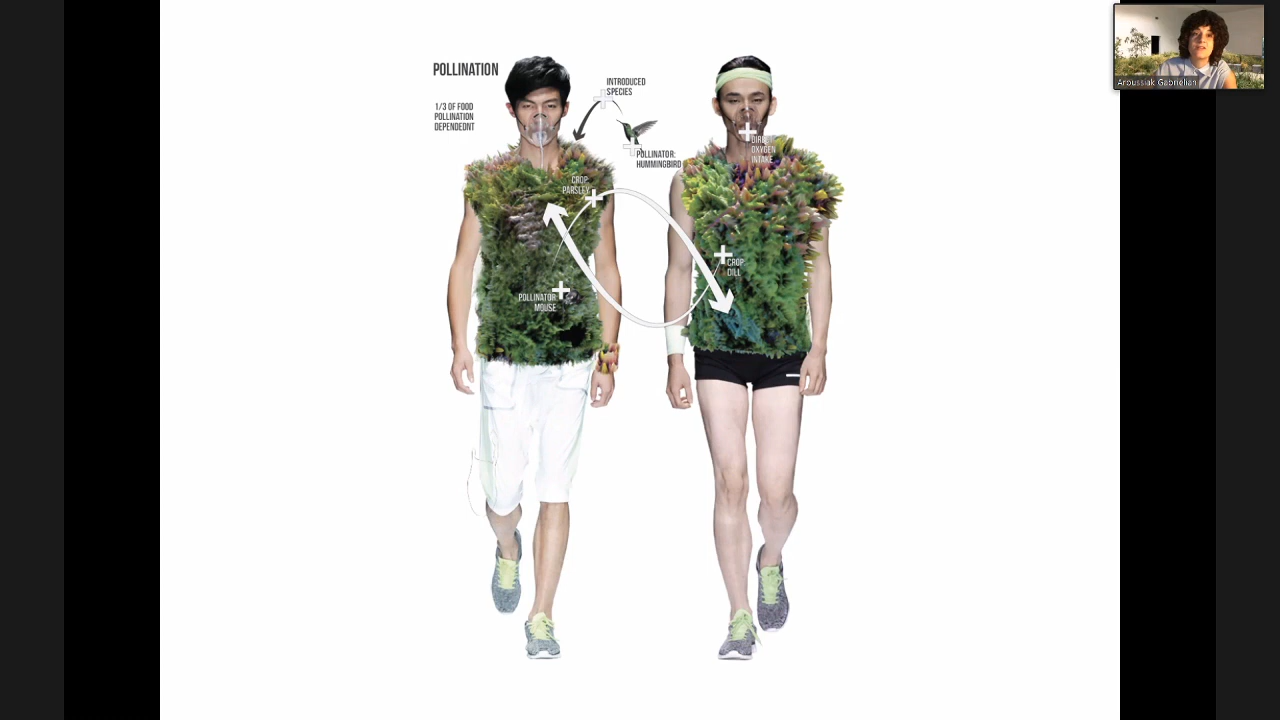 POLLINATION
1/3 OF FOOD
POLLINATION
DEPENDEDNT
INTRODUCED
SPECIES
POLLINATOR:
HUMMINGBIRD
CROP:
PARSLEY
POLLINATOR:
MOUSE
DIRECT
OXYGEN
INTAKE
CROP:
DILL
Aroussiak Gabrielian